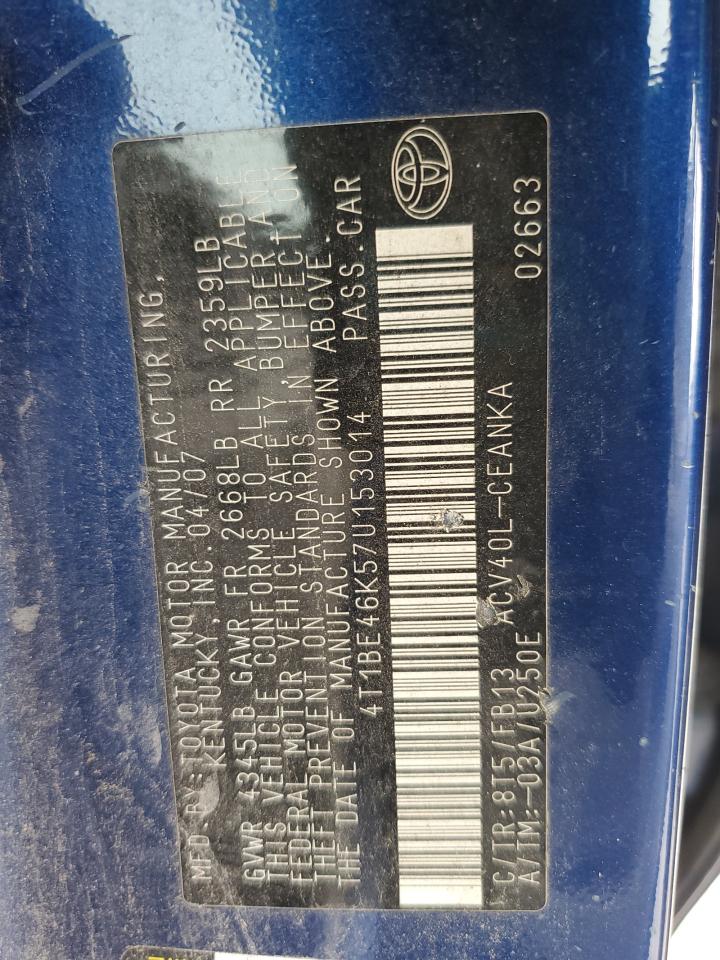 MFD. BY: TOYOTA MOTOR MANUFACTURING,
KENTUCKY, INC. 04/07
GVWR 4345LB GAWR FR 2668LB RR 2359LB
THIS VEHICLE CONFORMS TO ALL APPLICABLE
FEDERAL MOTOR VEHICLE SAFETY, BUMPER AND
THEFT PREVENTION STANDARDS IN EFFECT ON
THE DATE OF MANUFACTURE SHOWN ABOVE.
4T1BE46K57U153014 PASS. CAR
C/TR:8T5/FB13 ACV40L-CEANKA
A/TM:-03A/U250E 02663